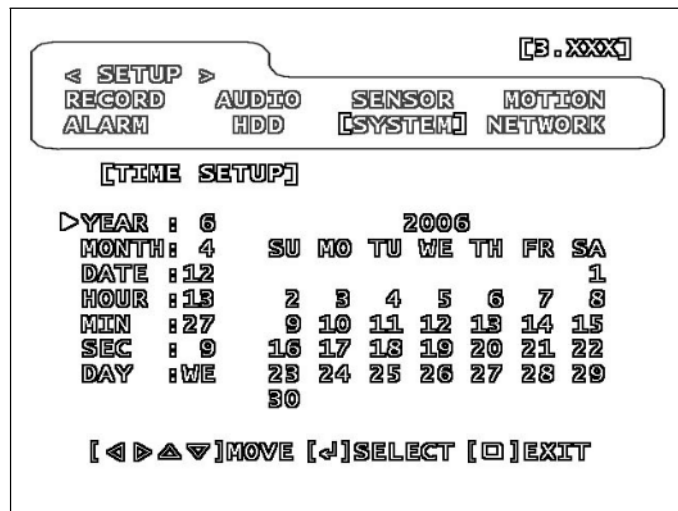 [3.XXX]
< SETUP >
RECORD AUDIO SENSOR MOTION
ALARM HDD [SYSTEM] NETWORK
[TIME SETUP]
▷YEAR : 6 2006
MONTH: 4 SU MO TU WE TH FR SA
DATE :12 1
HOUR :13 2 3 4 5 6 7 8
MIN :27 9 10 11 12 13 14 15
SEC : 9 16 17 18 19 20 21 22
DAY :WE 23 24 25 26 27 28 29
30
[◁▷△▽]MOVE [↲]SELECT [□]EXIT